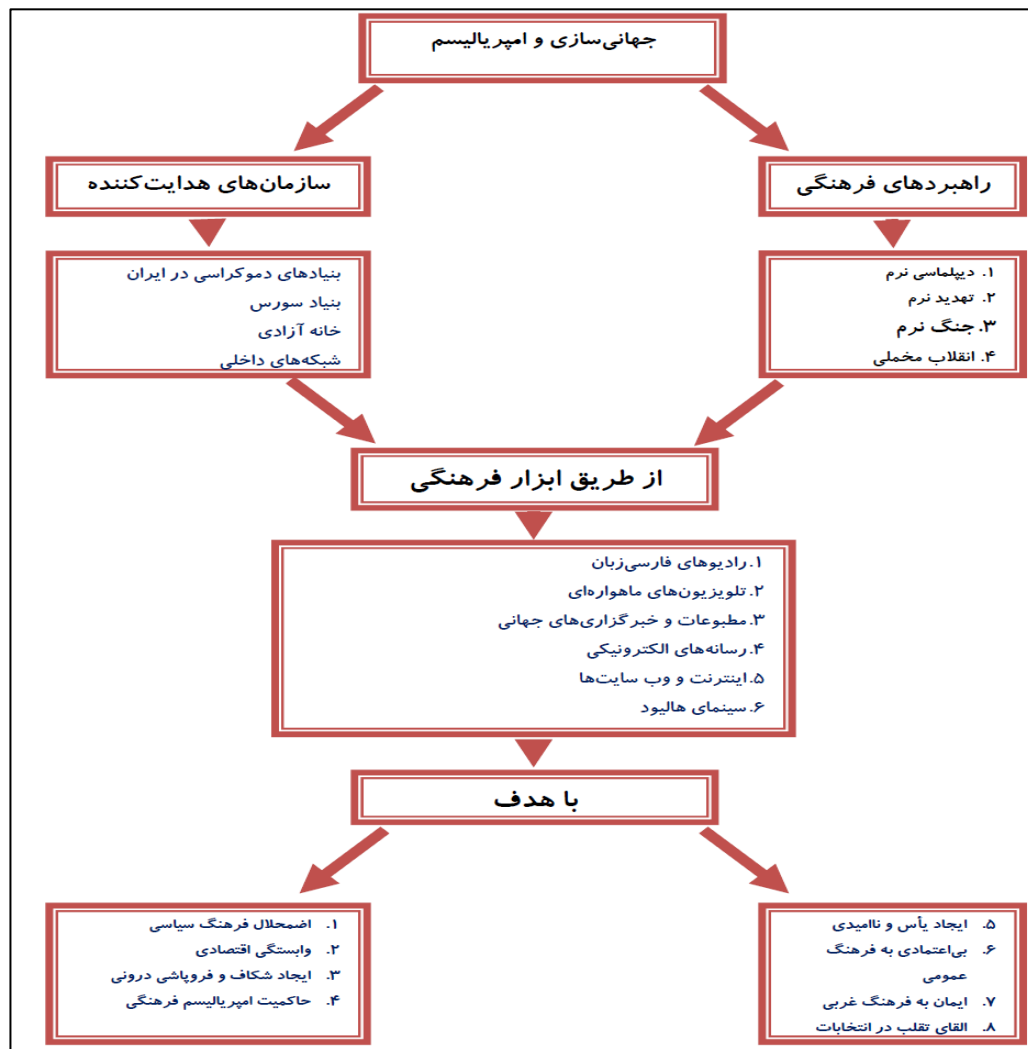 جهانی‌سازی و امپریالیسم
راهبردهای فرهنگی
سازمان‌های هدایت‌کننده
۱. دیپلماسی نرم
۲. تهدید نرم
۳. جنگ نرم
۴. انقلاب مخملی
بنیادهای دموکراسی در ایران
بنیاد سورس
خانه آزادی
شبکه‌های داخلی
از طریق ابزار فرهنگی
۱.رادیوهای فارسی‌زبان
۲.تلویزیون‌های ماهواره‌ای
۳.مطبوعات و خبرگزاری‌های جهانی
۴.رسانه‌های الکترونیکی
۵.اینترنت و وب سایت‌ها
۶.سینمای هالیود
با هدف
۵. ایجاد یأس و ناامیدی
۶. بی‌اعتمادی به فرهنگ
عمومی
۷. ایمان به فرهنگ غربی
۸. القای تقلب در انتخابات
۱. اضمحلال فرهنگ سیاسی
۲. وابستگی اقتصادی
۳. ایجاد شکاف و فروپاشی درونی
۴. حاکمیت امپریالیسم فرهنگی